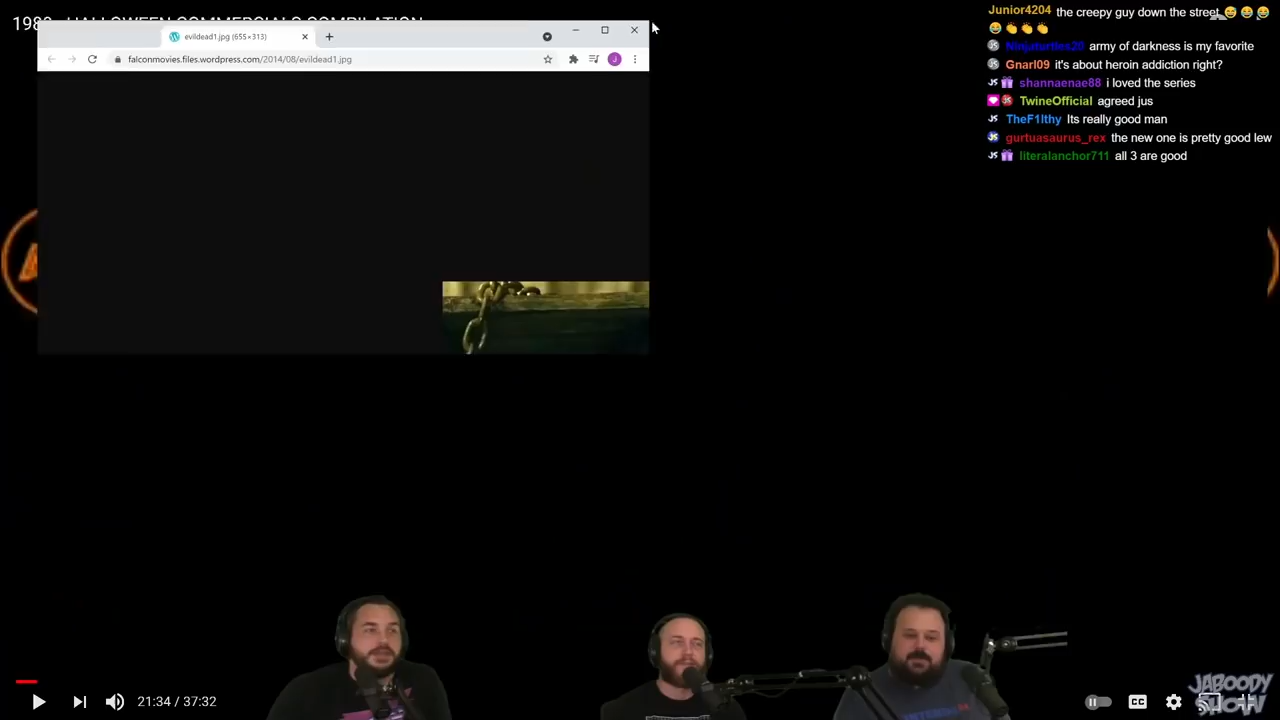 1989 HALLOWEEN COMMERCIALS COMPILATION
evildead1.jpg (655×313)
falconmovies.files.wordpress.com/2014/08/evildead1.jpg
J
Junior4204 the creepy guy down the street 😅 😂 😂
😂 👏 👏 👏
Ninjaturtles20 army of darkness is my favorite
Gnarl09 it's about heroin addiction right?
shannaenae88 i loved the series
TwineOfficial agreed jus
TheF1lthy Its really good man
gurtuasaurus_rex the new one is pretty good lew
literalanchor711 all 3 are good
21:34 / 37:32
CC
JABOODY
SHOW